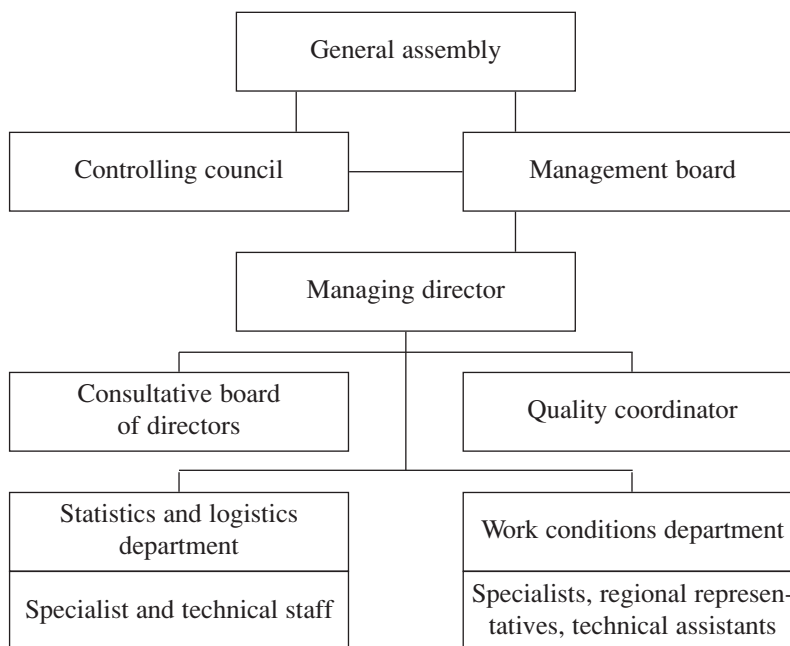 General assembly
Controlling council
Management board
Managing director
Consultative board
of directors
Quality coordinator
Statistics and logistics
department
Work conditions department
Specialist and technical staff
Specialists, regional represen-
tatives, technical assistants